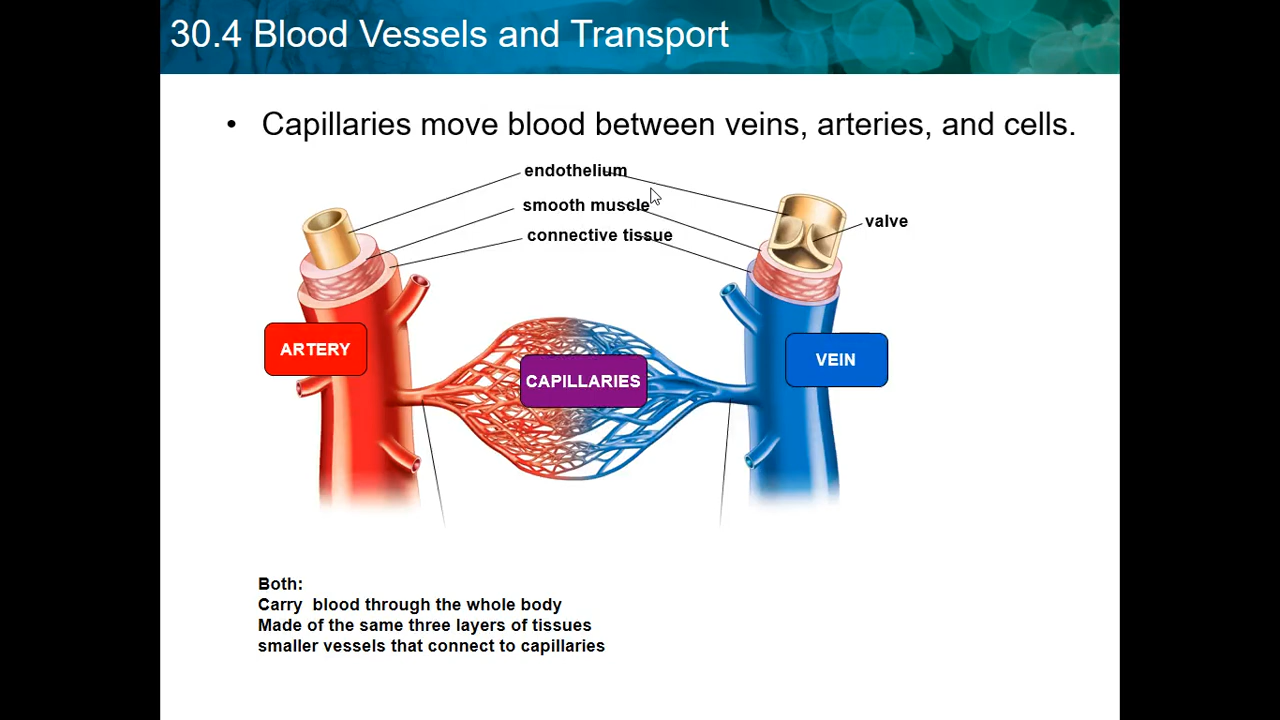 30.4 Blood Vessels and Transport
• Capillaries move blood between veins, arteries, and cells.
endothelium
smooth muscle
connective tissue
valve
ARTERY
VEIN
CAPILLARIES
Both:
Carry  blood through the whole body
Made of the same three layers of tissues
smaller vessels that connect to capillaries